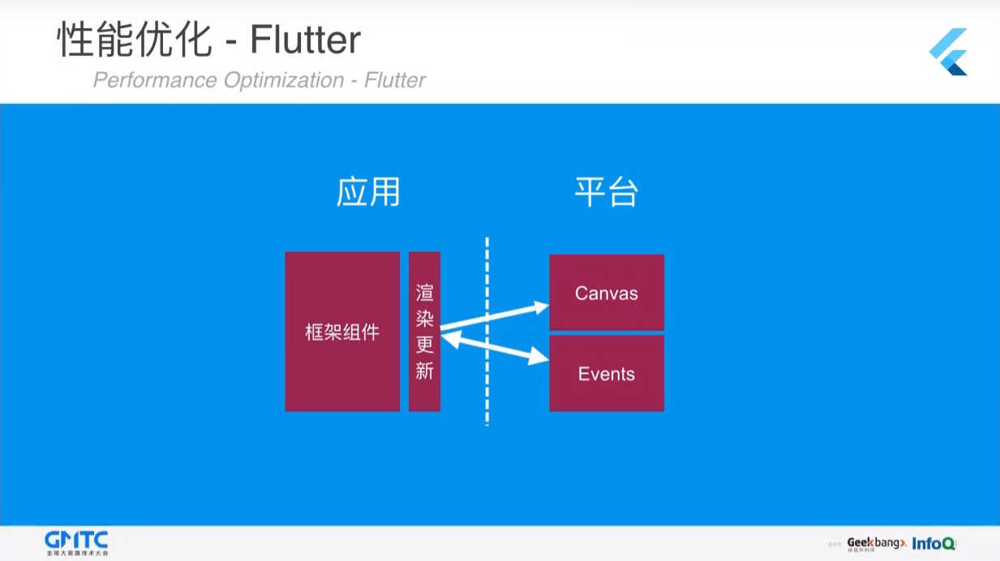 性能优化 - Flutter
Performance Optimization - Flutter
应用
平台
框架组件
渲染更新
Canvas
Events
GMTC
全球大前端技术大会
Geekbang>.
InfoQ